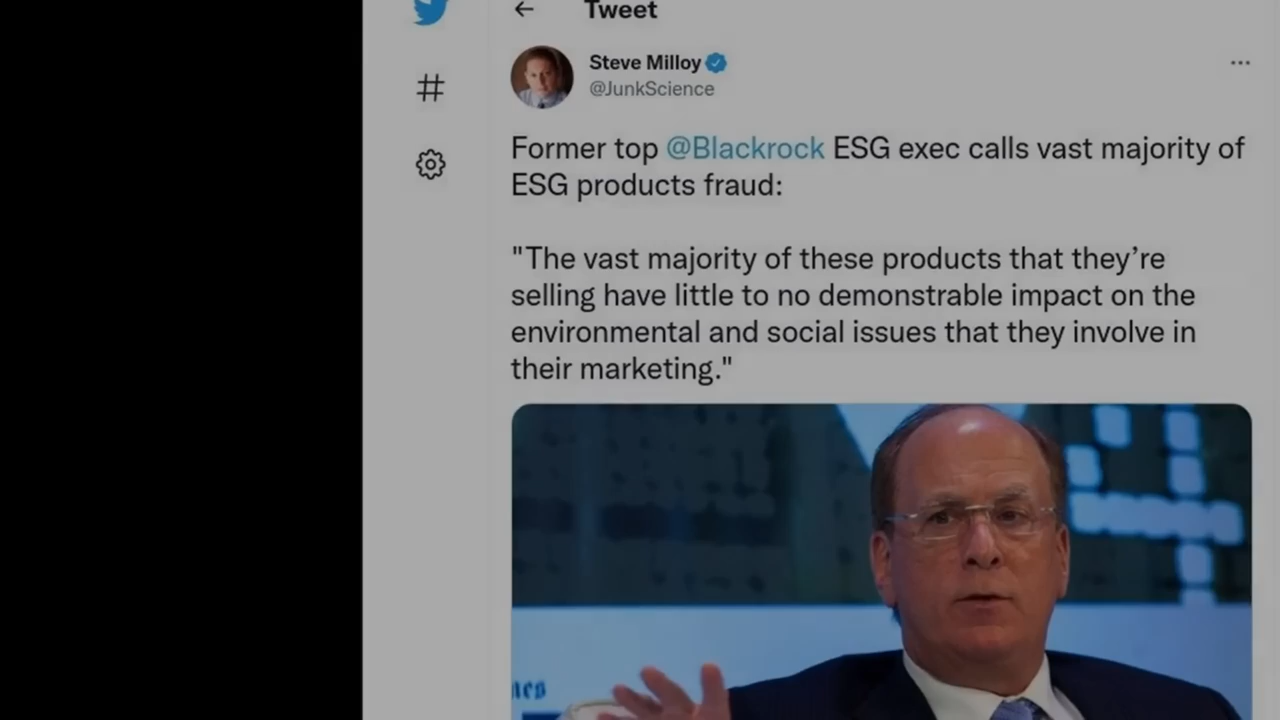 Tweet
Steve Milloy
@JunkScience
Former top @Blackrock ESG exec calls vast majority of
ESG products fraud:
"The vast majority of these products that they’re
selling have little to no demonstrable impact on the
environmental and social issues that they involve in
their marketing."